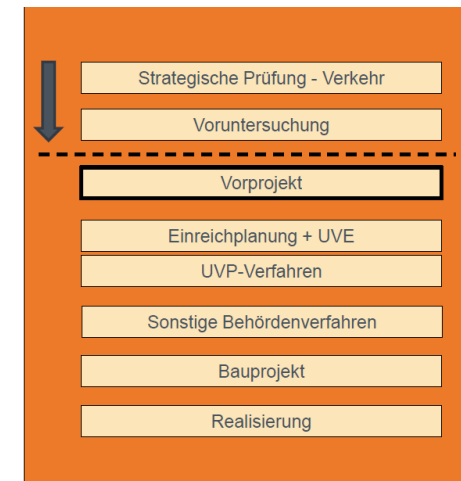 Strategische Prüfung - Verkehr
Voruntersuchung
Vorprojekt
Einreichplanung + UVE
UVP-Verfahren
Sonstige Behördenverfahren
Bauprojekt
Realisierung